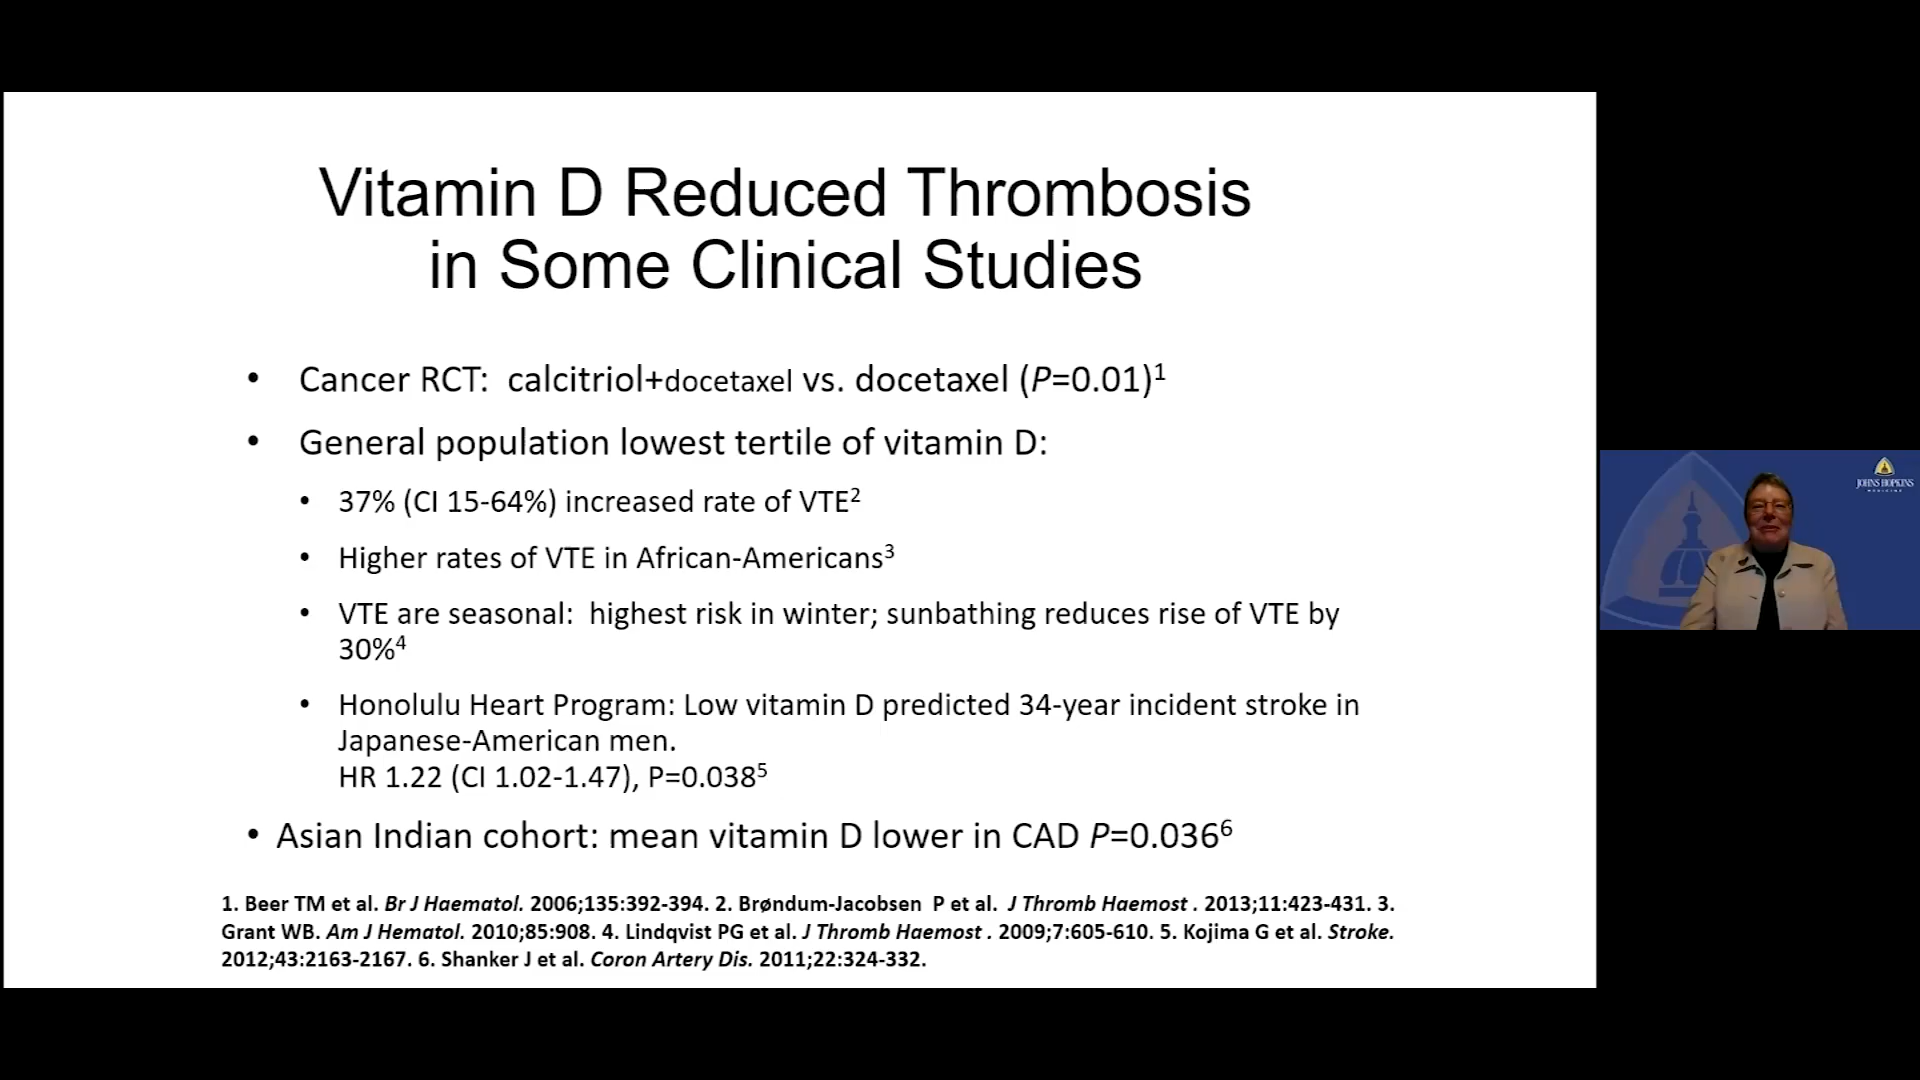 Vitamin D Reduced Thrombosis
in Some Clinical Studies
• Cancer RCT: calcitriol+docetaxel vs. docetaxel (P=0.01)¹
• General population lowest tertile of vitamin D:
• 37% (CI 15-64%) increased rate of VTE²
• Higher rates of VTE in African-Americans³
• VTE are seasonal: highest risk in winter; sunbathing reduces rise of VTE by
30%⁴
• Honolulu Heart Program: Low vitamin D predicted 34-year incident stroke in
Japanese-American men.
HR 1.22 (CI 1.02-1.47), P=0.038⁵
• Asian Indian cohort: mean vitamin D lower in CAD P=0.036⁶
1. Beer TM et al. Br J Haematol. 2006;135:392-394. 2. Brøndum-Jacobsen P et al. J Thromb Haemost . 2013;11:423-431. 3.
Grant WB. Am J Hematol. 2010;85:908. 4. Lindqvist PG et al. J Thromb Haemost . 2009;7:605-610. 5. Kojima G et al. Stroke.
2012;43:2163-2167. 6. Shanker J et al. Coron Artery Dis. 2011;22:324-332.
JOHNS HOPKINS
MEDICINE